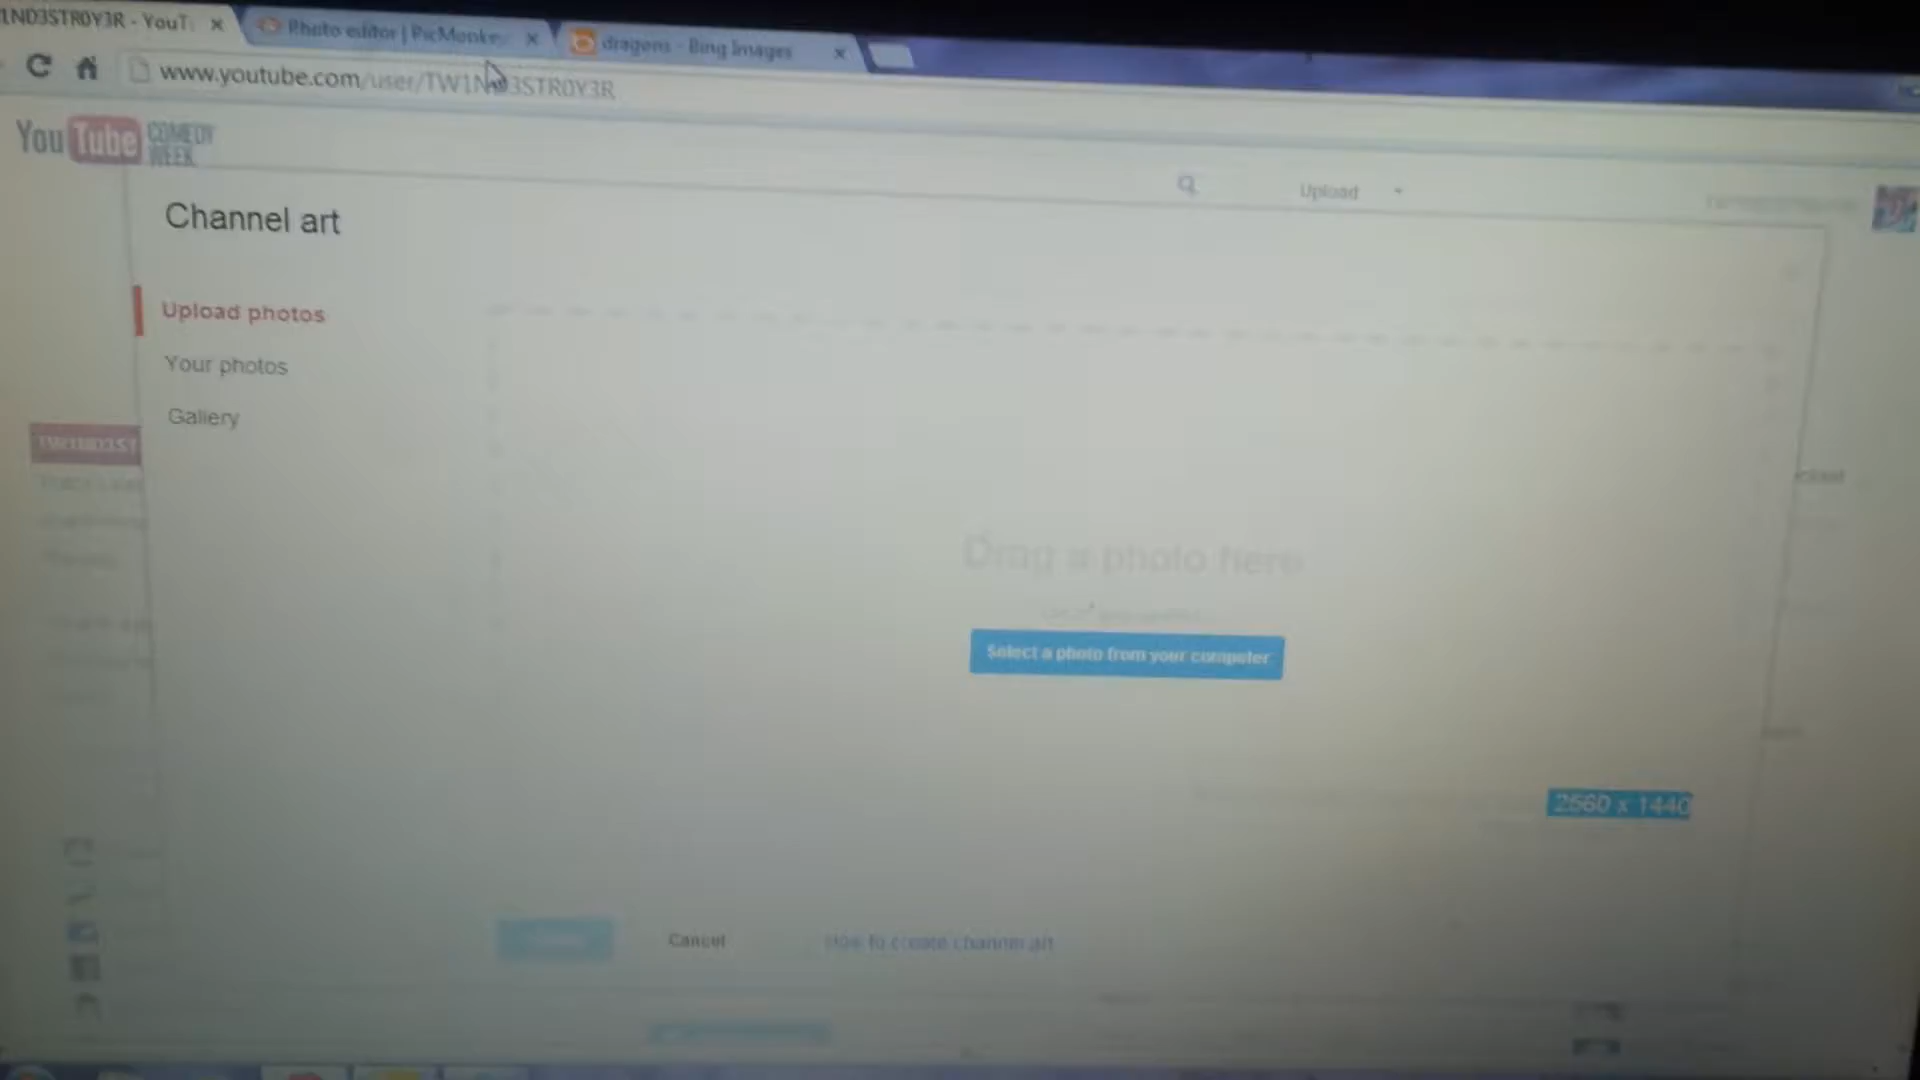 1ND3STR0Y3R - YouT
Photo editor | PicMonkey
dragons - Bing Images
www.youtube.com/user/TW1ND3STR0Y3R
YouTube COMEDY
WEEK
Upload
Channel art
Upload photos
Your photos
Gallery
TW1ND3ST
Drag a photo here
Select a photo from your computer
2560 x 1440
Cancel
How to create channel art